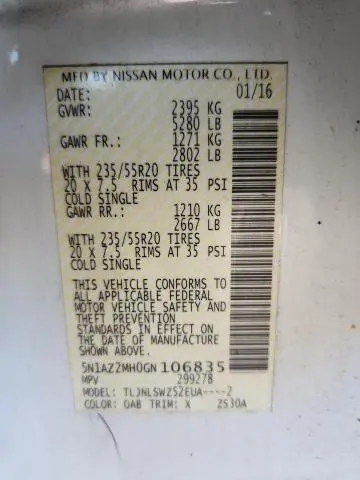 MFD BY NISSAN MOTOR CO., LTD.
DATE: 01/16
GVWR: 2395 KG
5280 LB
GAWR FR.: 1271 KG
2802 LB
WITH 235/55R20 TIRES
20 X 7.5 RIMS AT 35 PSI
COLD SINGLE
GAWR RR.: 1210 KG
2667 LB
WITH 235/55R20 TIRES
20 X 7.5 RIMS AT 35 PSI
COLD SINGLE
THIS VEHICLE CONFORMS TO
ALL APPLICABLE FEDERAL
MOTOR VEHICLE SAFETY AND
THEFT PREVENTION
STANDARDS IN EFFECT ON
THE DATE OF MANUFACTURE
SHOWN ABOVE.
5N1AZ2MH0GN106835
MPV 299278
MODEL: TLJNLSWZ52EUA----2
COLOR: QAB TRIM: X ZS30A